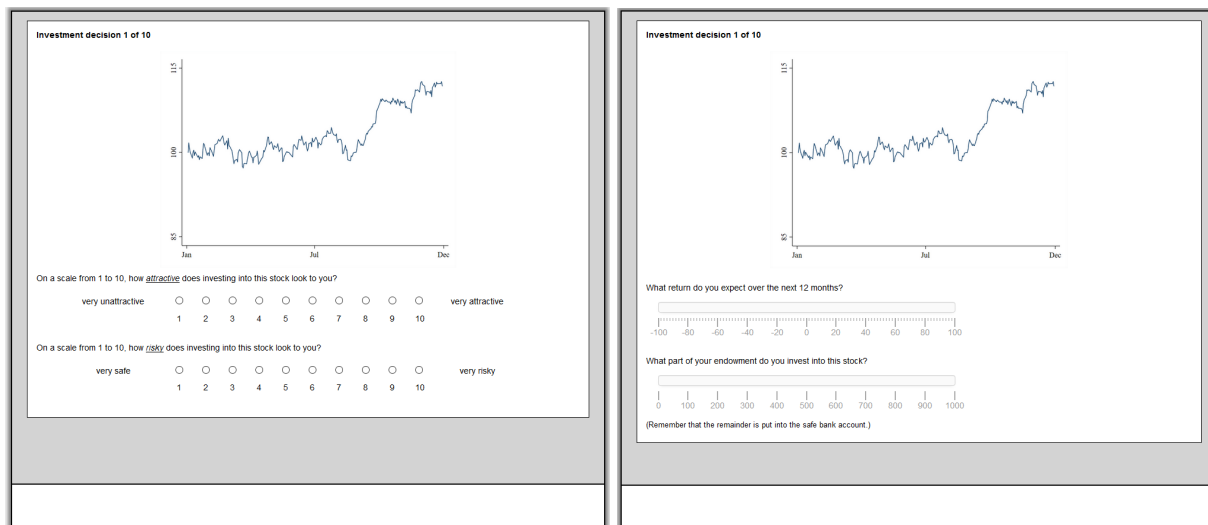 Investment decision 1 of 10
115
100
85
Jan Jul Dec
On a scale from 1 to 10, how attractive does investing into this stock look to you?
very unattractive very attractive
1 2 3 4 5 6 7 8 9 10
On a scale from 1 to 10, how risky does investing into this stock look to you?
very safe very risky
1 2 3 4 5 6 7 8 9 10
Investment decision 1 of 10
115
100
85
Jan Jul Dec
What return do you expect over the next 12 months?
-100 -80 -60 -40 -20 0 20 40 60 80 100
What part of your endowment do you invest into this stock?
0 100 200 300 400 500 600 700 800 900 1000
(Remember that the remainder is put into the safe bank account.)